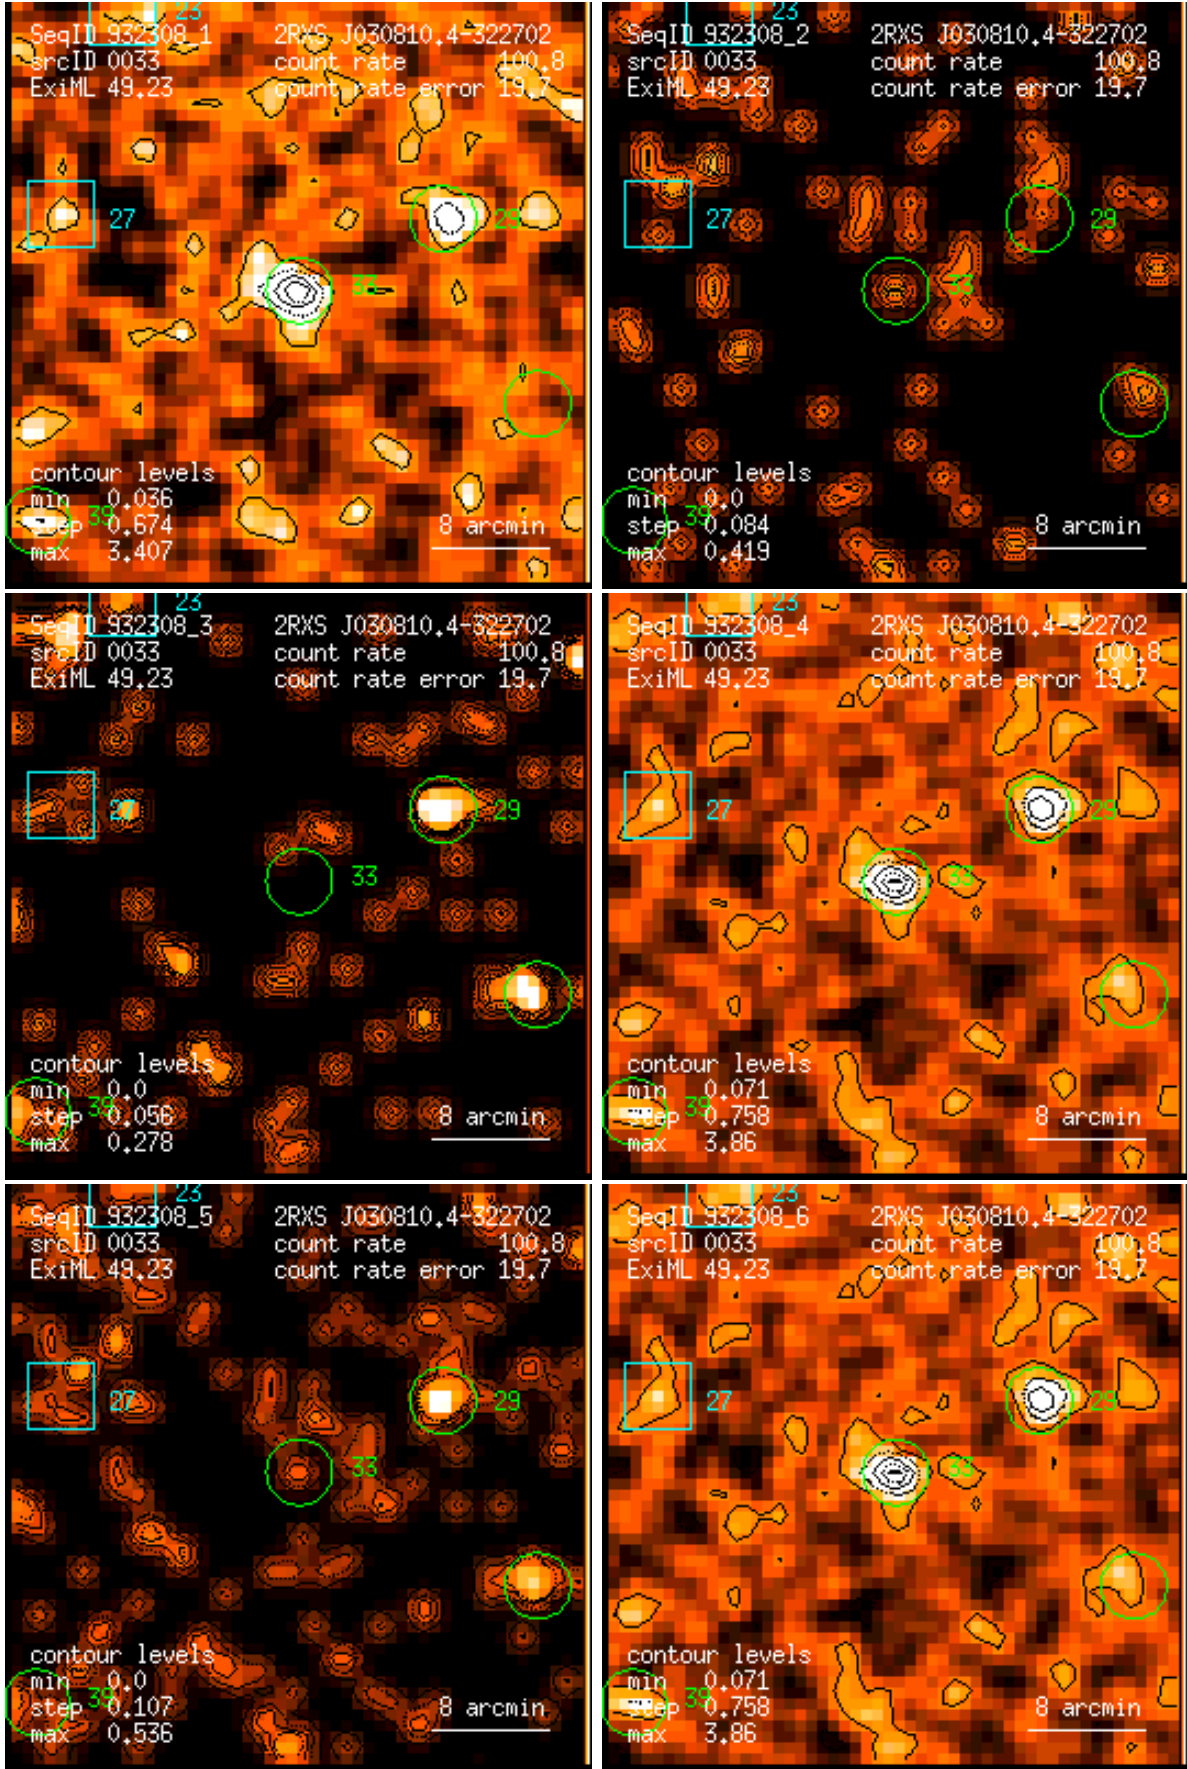 23
SeqID 932308_1 2RXS J030810.4-322702
srcID 0033 count rate 100.8
ExiML 49.23 count rate error 19.7
27
29
33
contour levels
min 0.036
39
step 0.674
8 arcmin
max 3.407
23
SeqID 932308_2 2RXS J030810.4-322702
srcID 0033 count rate 100.8
ExiML 49.23 count rate error 19.7
27
29
33
contour levels
min 0.0
39
step 0.084
8 arcmin
max 0.419
23
SeqID 932308_3 2RXS J030810.4-322702
srcID 0033 count rate 100.8
ExiML 49.23 count rate error 19.7
27
29
33
contour levels
min 0.0
39
step 0.056
8 arcmin
max 0.278
23
SeqID 932308_4 2RXS J030810.4-322702
srcID 0033 count rate 100.8
ExiML 49.23 count rate error 19.7
27
29
33
contour levels
min 0.071
39
step 0.758
8 arcmin
max 3.86
23
SeqID 932308_5 2RXS J030810.4-322702
srcID 0033 count rate 100.8
ExiML 49.23 count rate error 19.7
27
29
33
contour levels
min 0.0
39
step 0.107
8 arcmin
max 0.536
23
SeqID 932308_6 2RXS J030810.4-322702
srcID 0033 count rate 100.8
ExiML 49.23 count rate error 19.7
27
29
33
contour levels
min 0.071
39
step 0.758
8 arcmin
max 3.86